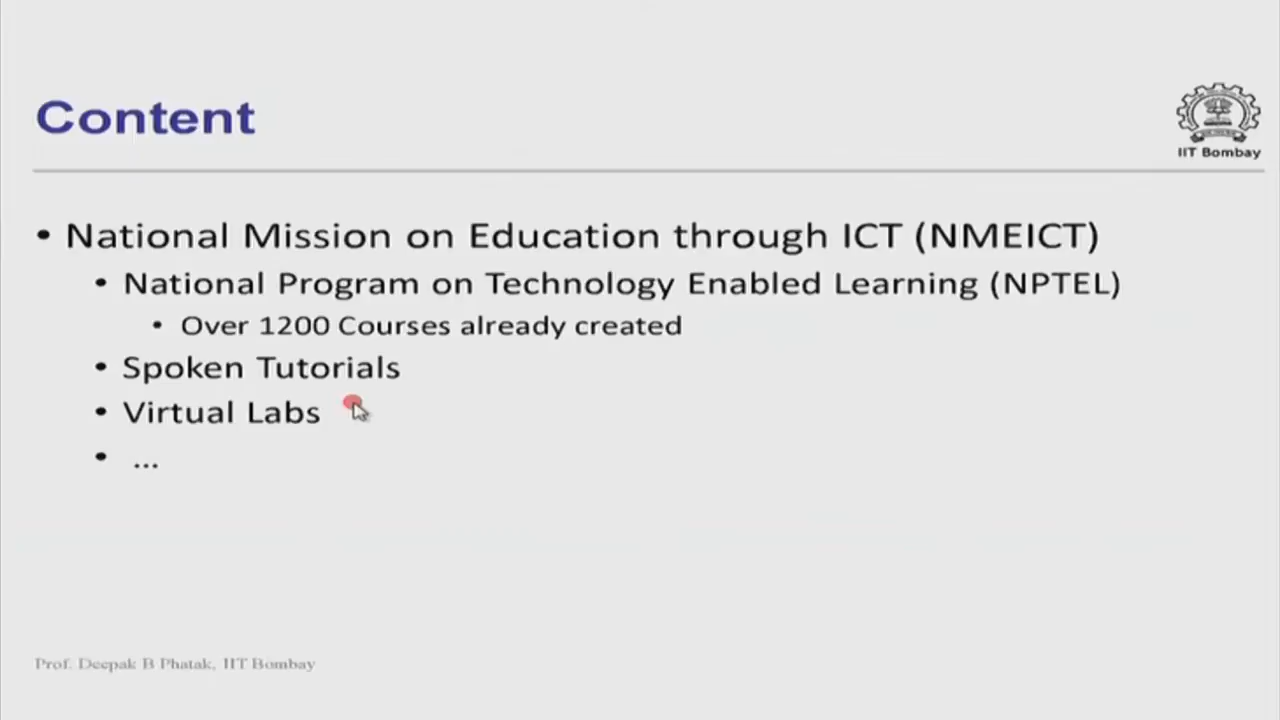 Content
IIT Bombay
• National Mission on Education through ICT (NMEICT)
• National Program on Technology Enabled Learning (NPTEL)
• Over 1200 Courses already created
• Spoken Tutorials
• Virtual Labs
• ...
Prof. Deepak B Phatak, IIT Bombay